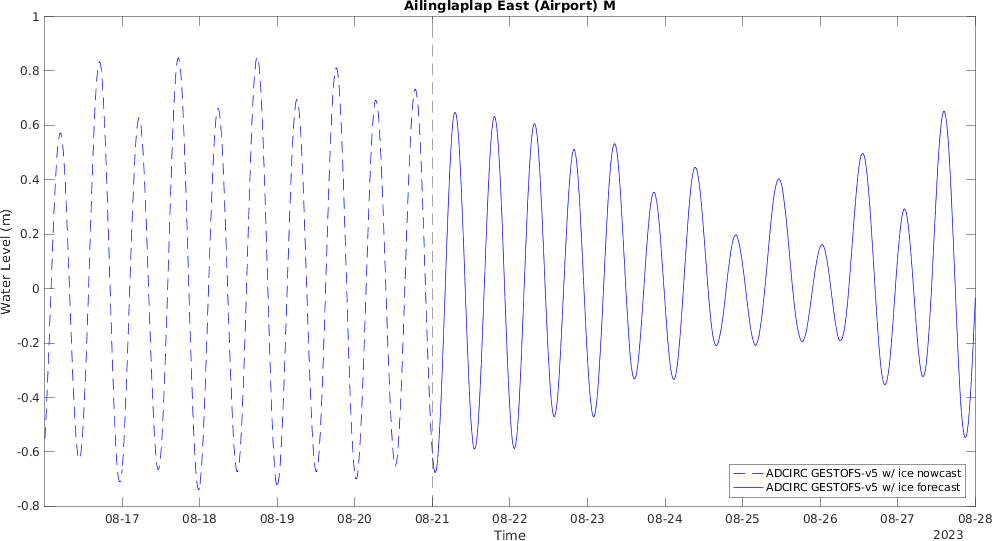 Ailinglaplap East (Airport) M
1
0.8
0.6
0.4
0.2
0
-0.2
-0.4
-0.6
-0.8
Water Level (m)
ADCIRC GESTOFS-v5 w/ ice nowcast
ADCIRC GESTOFS-v5 w/ ice forecast
08-17 08-18 08-19 08-20 08-21 08-22 08-23 08-24 08-25 08-26 08-27 08-28
Time
2023